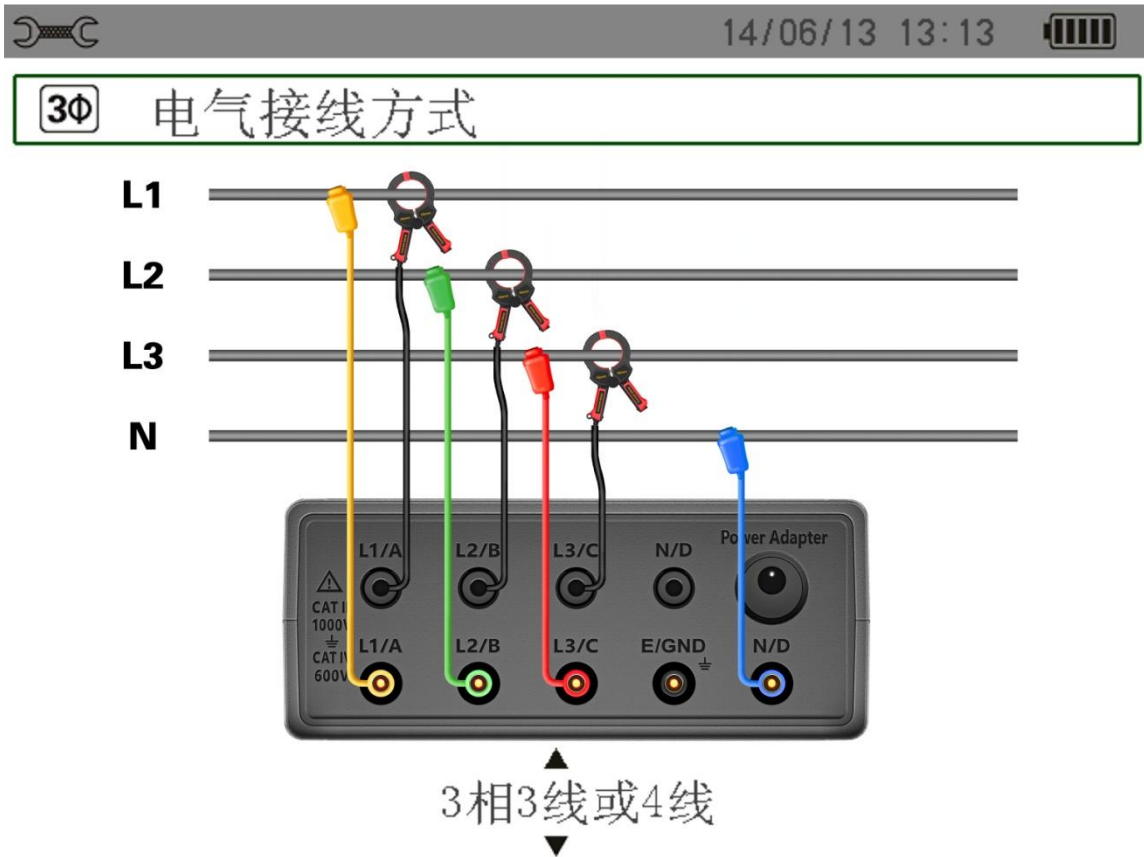 14/06/13 13:13
3Φ 电气接线方式
L1
L2
L3
N
Power Adapter
L1/A L2/B L3/C N/D
CAT II
1000V
CAT IV
600V
L1/A L2/B L3/C E/GND N/D
3相3线或4线